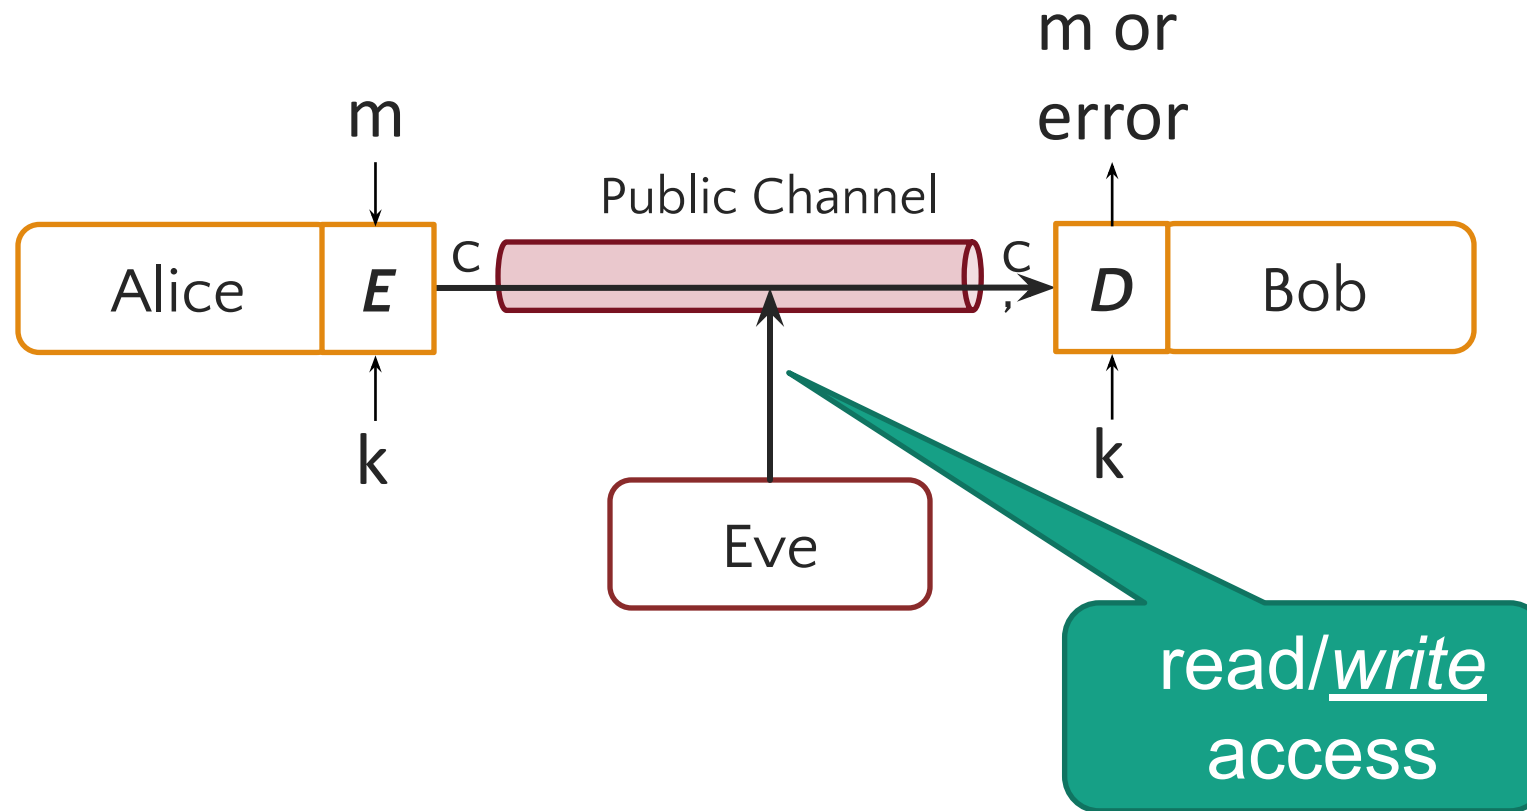 m or
error
m
Public Channel
Alice
E
c
c
,
D
Bob
k
k
Eve
read/write
access